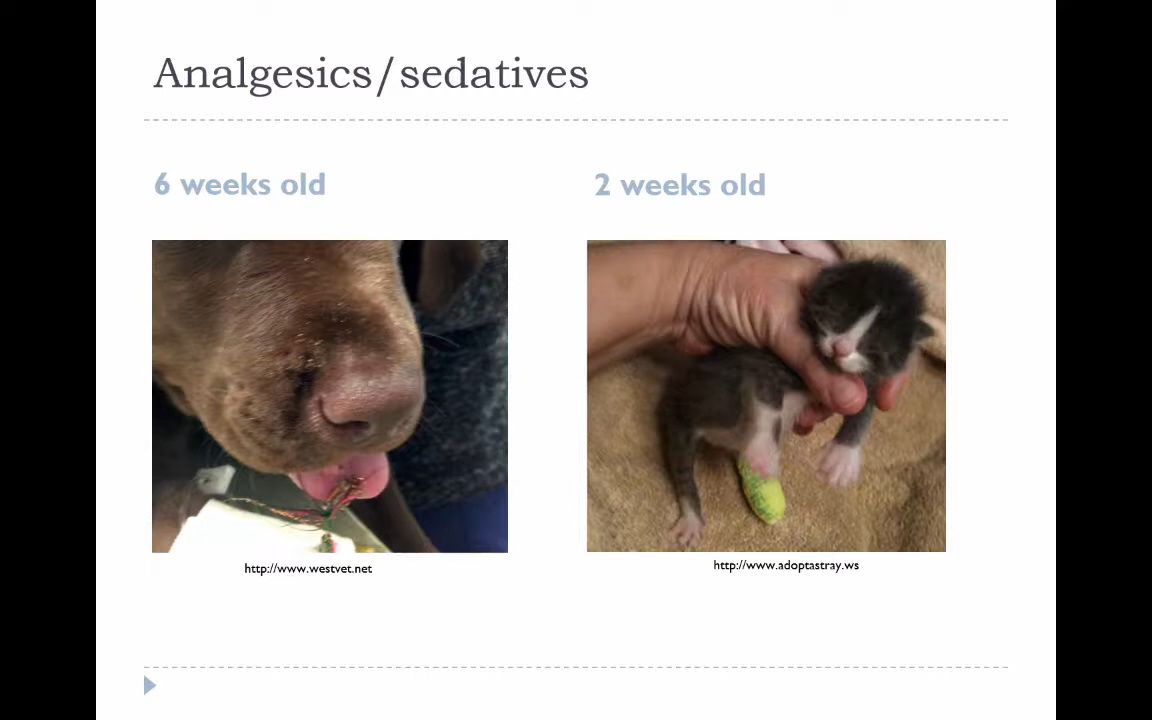 Analgesics/sedatives
6 weeks old
2 weeks old
http://www.westvet.net
http://www.adoptastray.ws